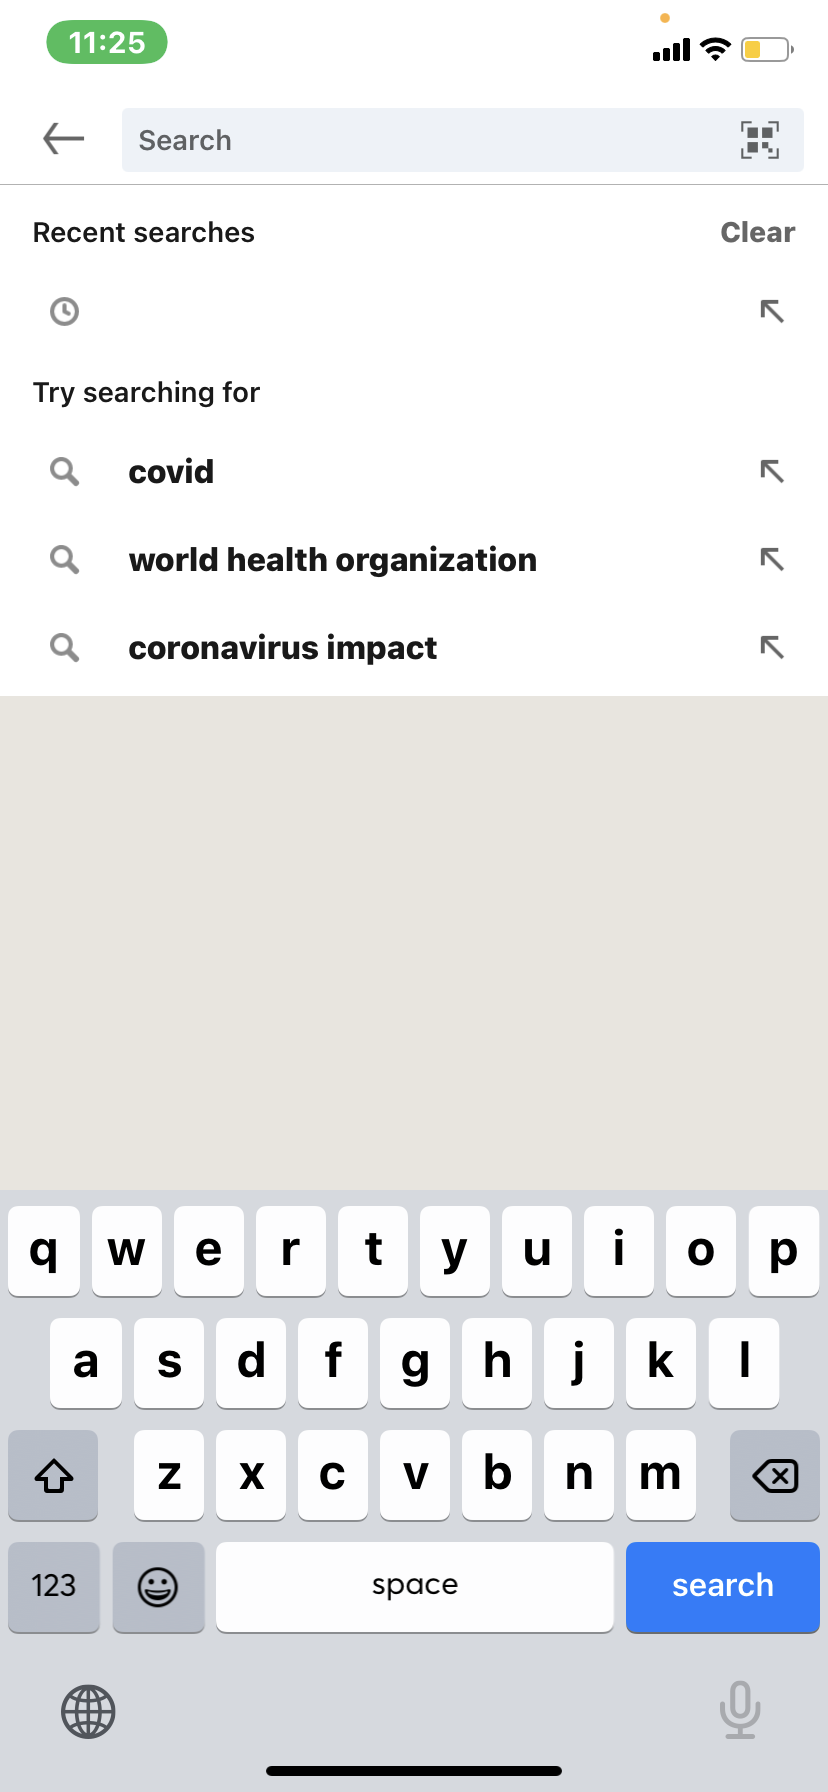 11:25
Search
Recent searches Clear
Try searching for
covid
world health organization
coronavirus impact
q w e r t y u i o p
a s d f g h j k l
z x c v b n m
123 space search